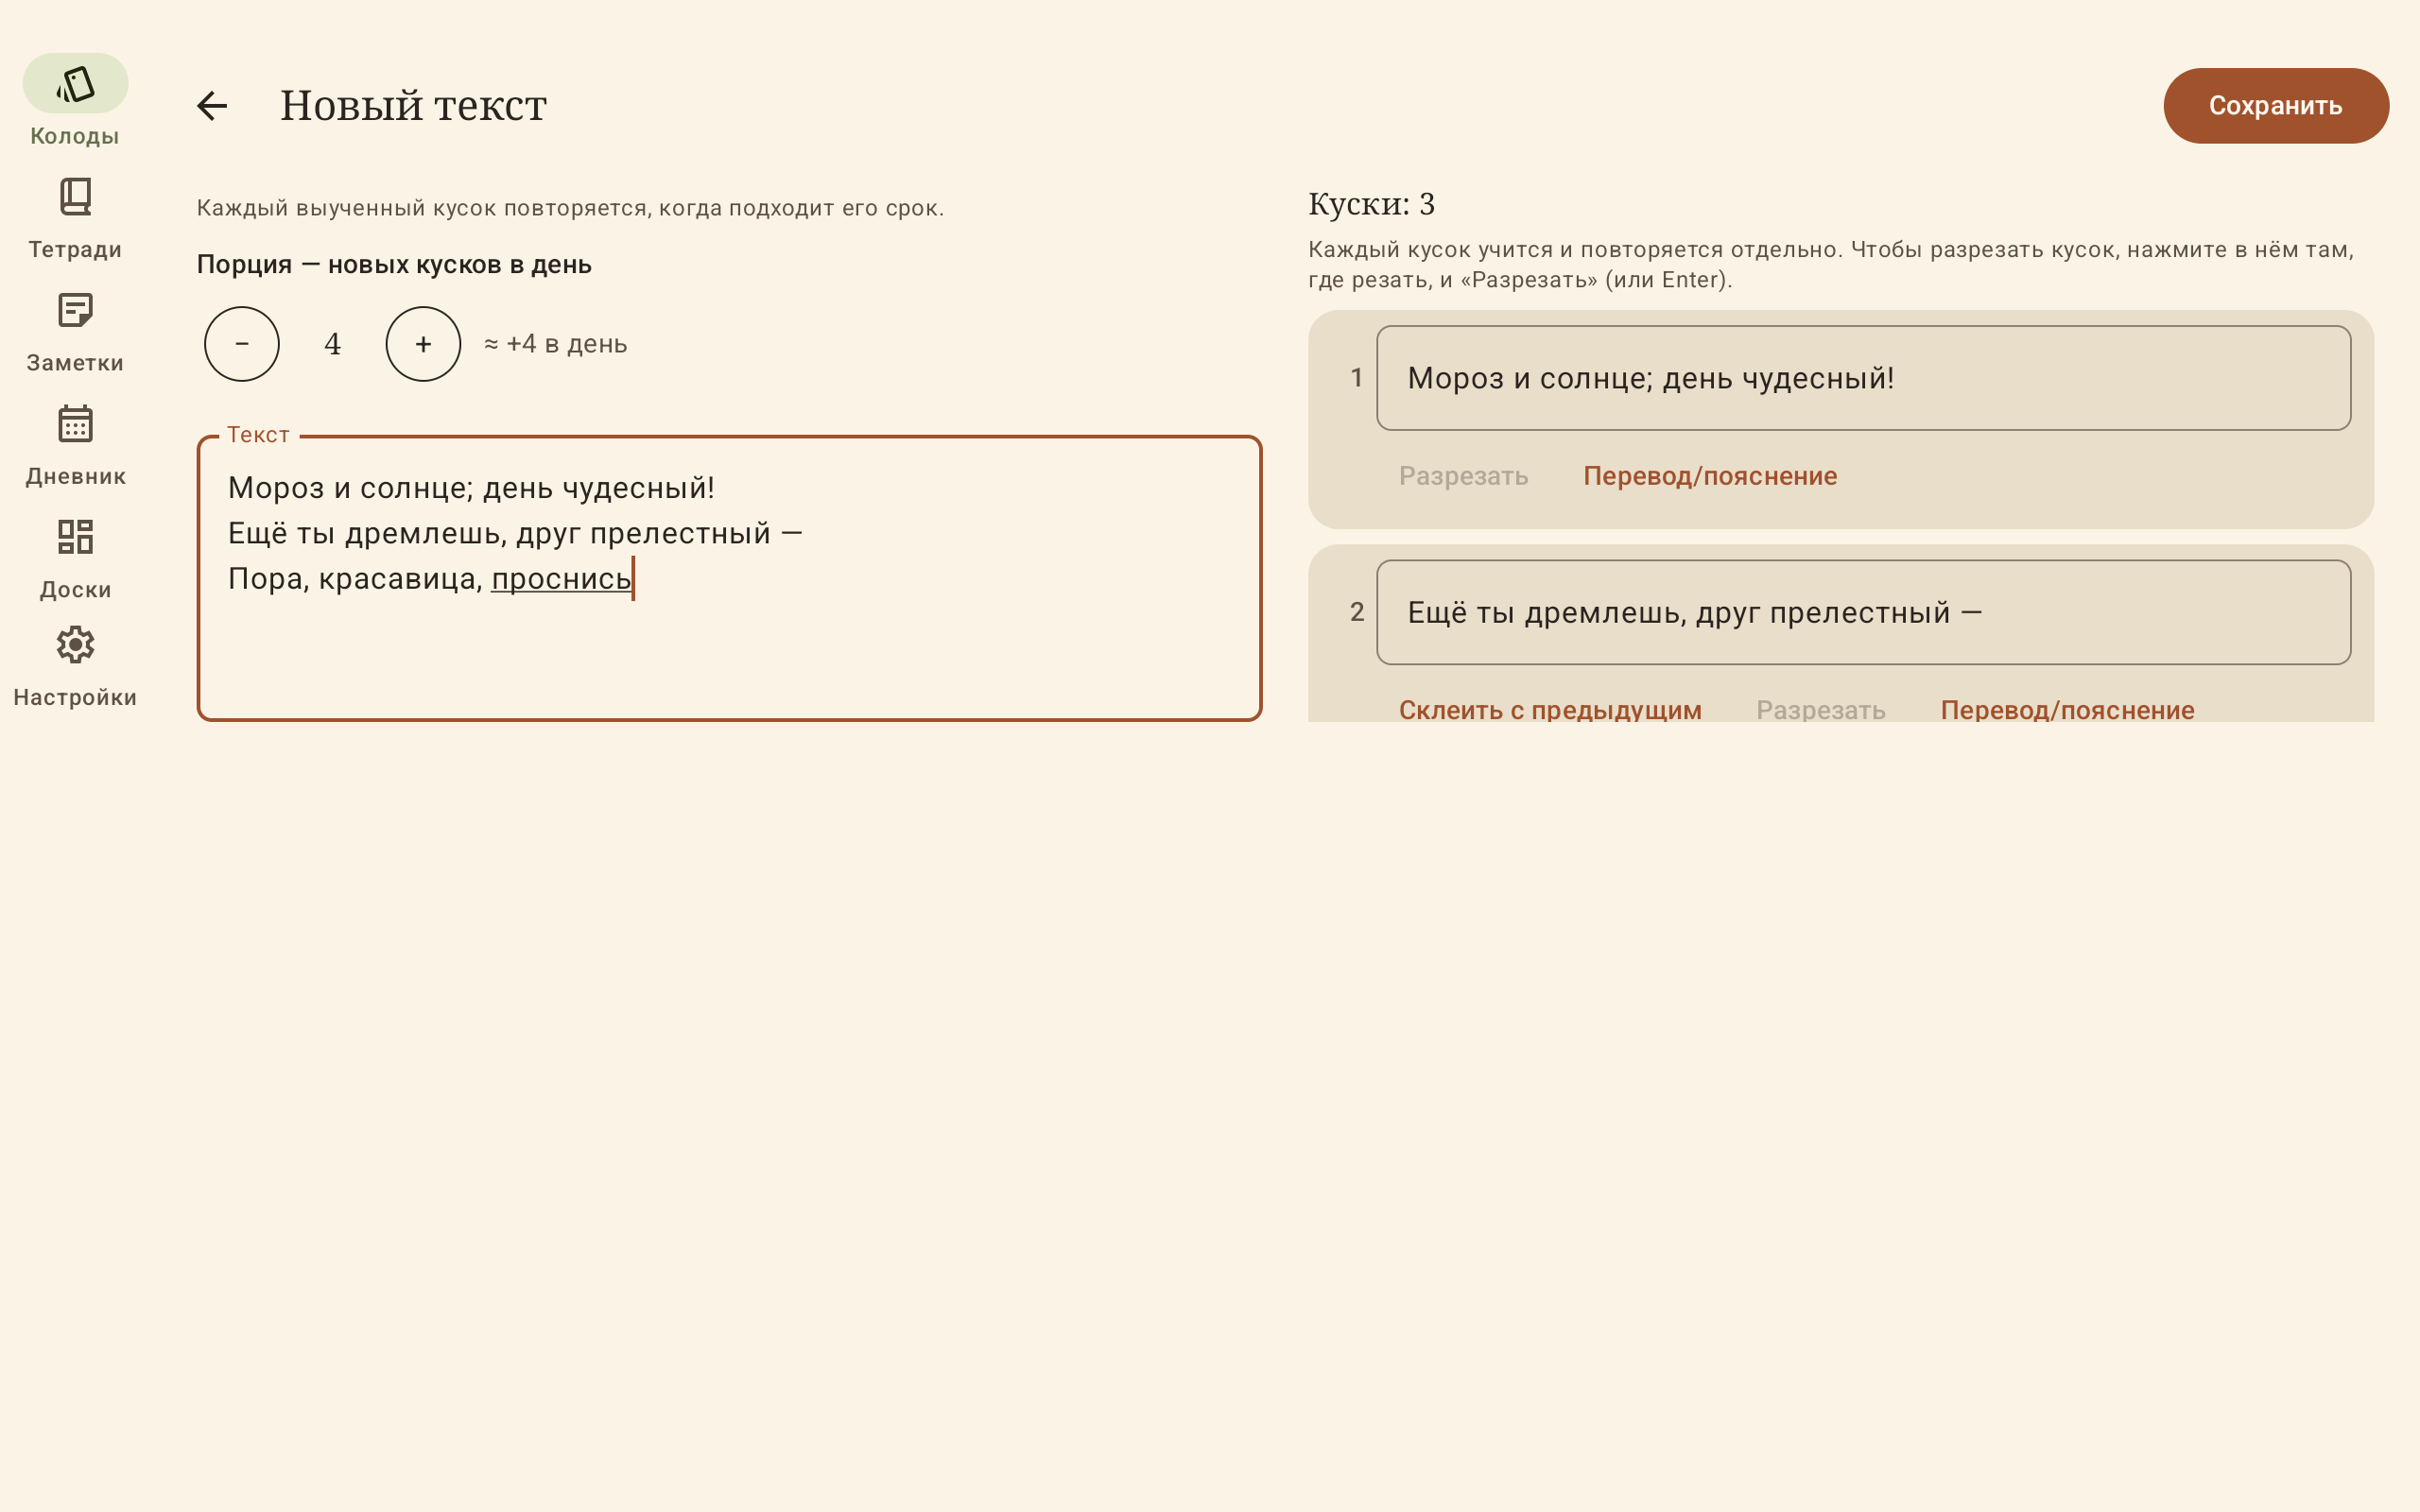 Колоды
Тетради
Заметки
Дневник
Доски
Настройки
Новый текст
Сохранить
Каждый выученный кусок повторяется, когда подходит его срок.
Порция — новых кусков в день
− 4 + ≈ +4 в день
Текст
Мороз и солнце; день чудесный!
Ещё ты дремлешь, друг прелестный —
Пора, красавица, проснись
Куски: 3
Каждый кусок учится и повторяется отдельно. Чтобы разрезать кусок, нажмите в нём там,
где резать, и «Разрезать» (или Enter).
1 Мороз и солнце; день чудесный!
Разрезать Перевод/пояснение
2 Ещё ты дремлешь, друг прелестный —
Склеить с предыдущим Разрезать Перевод/пояснение